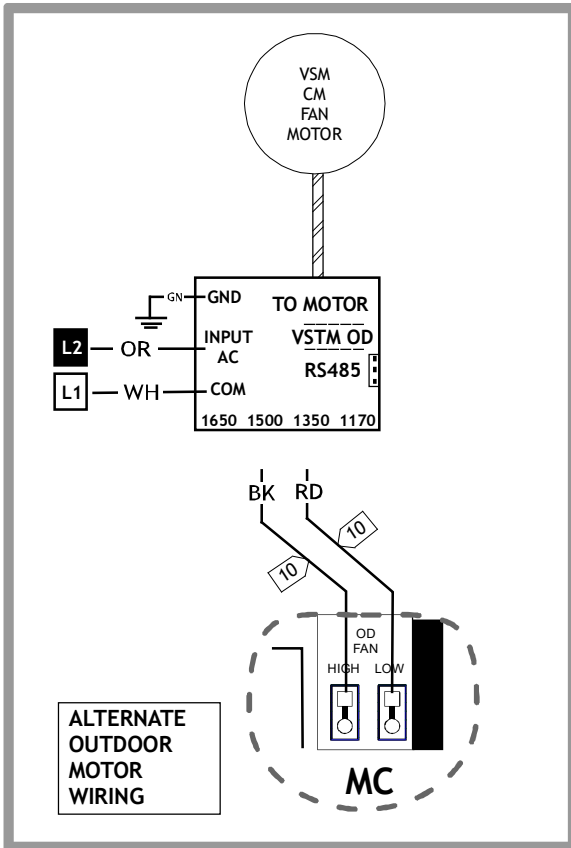 VSM
CM
FAN
MOTOR
GN
GND
TO MOTOR
L2
OR
INPUT
AC
VSTM OD
RS485
L1
WH
COM
1650 1500 1350 1170
BK RD
10
10
OD
FAN
HIGH LOW
ALTERNATE
OUTDOOR
MOTOR
WIRING
MC